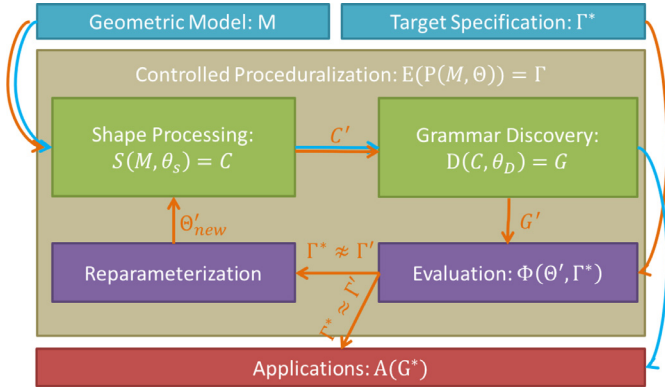 Geometric Model: M
Target Specification: Γ*
Controlled Proceduralization: E(P(M, Θ)) = Γ
Shape Processing:
S(M, θ_s) = C
C′
Grammar Discovery:
D(C, θ_D) = G
Θ′_new
G′
Reparameterization
Γ* ≉ Γ′
Evaluation: Φ(Θ′, Γ*)
Γ* ≈ Γ′
Applications: A(G*)